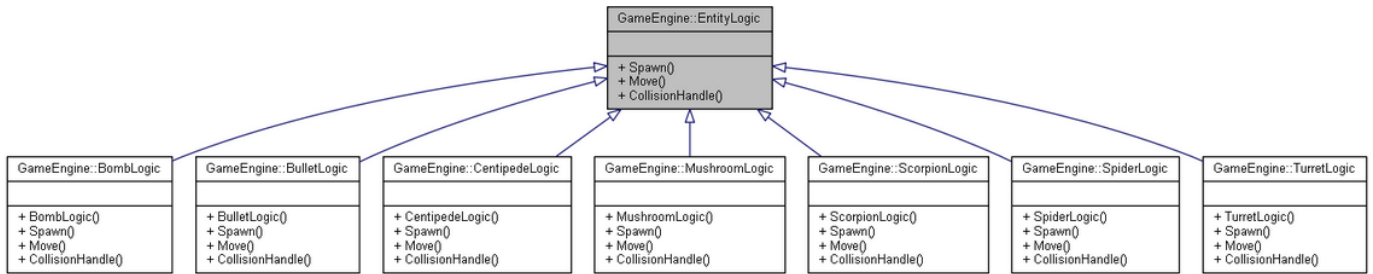 GameEngine::EntityLogic
+ Spawn()
+ Move()
+ CollisionHandle()
GameEngine::BombLogic
+ BombLogic()
+ Spawn()
+ Move()
+ CollisionHandle()
GameEngine::BulletLogic
+ BulletLogic()
+ Spawn()
+ Move()
+ CollisionHandle()
GameEngine::CentipedeLogic
+ CentipedeLogic()
+ Spawn()
+ Move()
+ CollisionHandle()
GameEngine::MushroomLogic
+ MushroomLogic()
+ Spawn()
+ Move()
+ CollisionHandle()
GameEngine::ScorpionLogic
+ ScorpionLogic()
+ Spawn()
+ Move()
+ CollisionHandle()
GameEngine::SpiderLogic
+ SpiderLogic()
+ Spawn()
+ Move()
+ CollisionHandle()
GameEngine::TurretLogic
+ TurretLogic()
+ Spawn()
+ Move()
+ CollisionHandle()